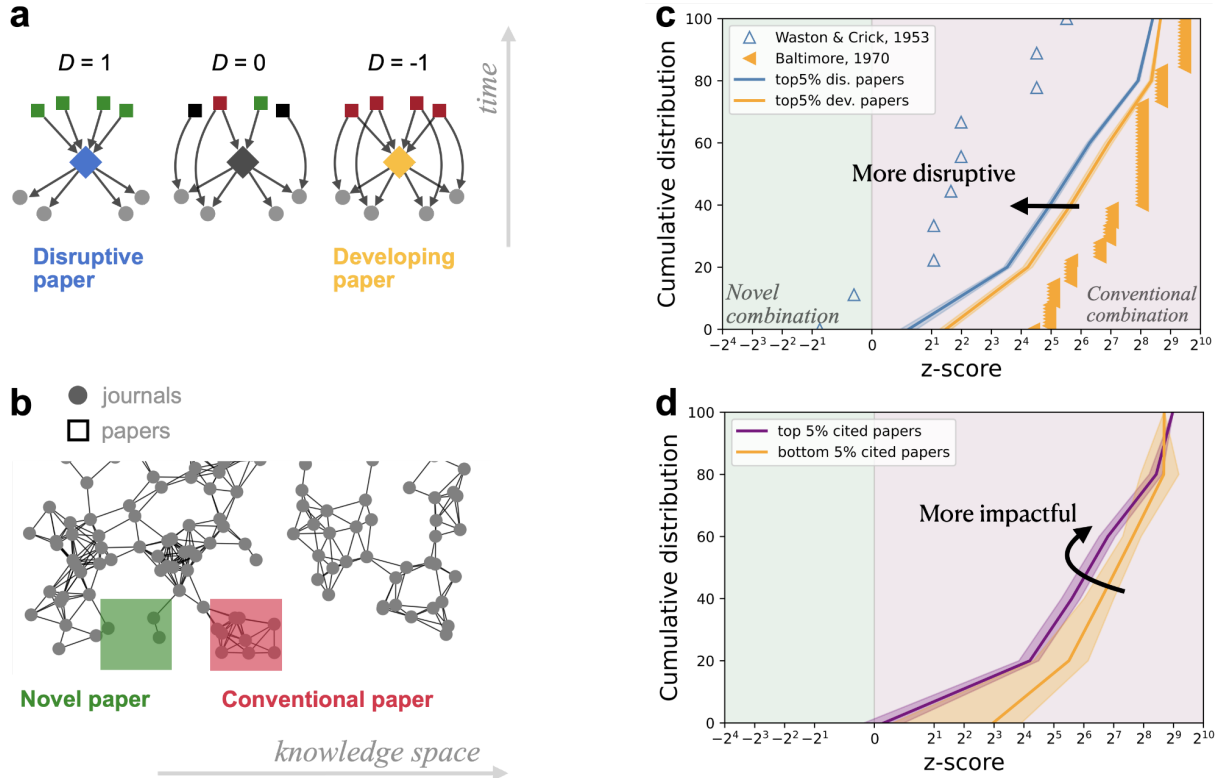 a
D = 1
D = 0
D = -1
time
Disruptive
paper
Developing
paper
b
journals
papers
Novel paper
Conventional paper
knowledge space
c
Cumulative distribution
100
80
60
40
20
0
Waston & Crick, 1953
Baltimore, 1970
top5% dis. papers
top5% dev. papers
More disruptive
Novel
combination
Conventional
combination
−2⁴ −2³ −2² −2¹ 0 2¹ 2² 2³ 2⁴ 2⁵ 2⁶ 2⁷ 2⁸ 2⁹ 2¹⁰
z-score
d
Cumulative distribution
100
80
60
40
20
0
top 5% cited papers
bottom 5% cited papers
More impactful
−2⁴ −2³ −2² −2¹ 0 2¹ 2² 2³ 2⁴ 2⁵ 2⁶ 2⁷ 2⁸ 2⁹ 2¹⁰
z-score